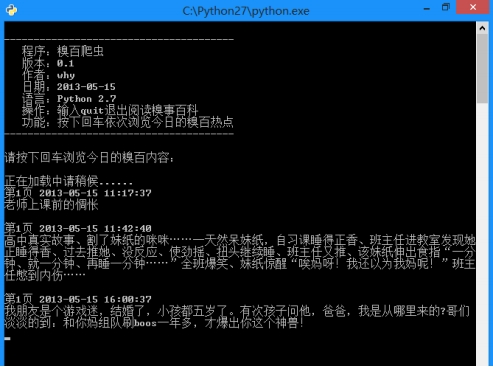 C:\Python27\python.exe
---------------------------------------
程序：糗百爬虫
版本：0.1
作者：why
日期：2013-05-15
语言：Python 2.7
操作：输入quit退出阅读糗事百科
功能：按下回车依次浏览今日的糗百热点
---------------------------------------
请按下回车浏览今日的糗百内容：
正在加载中请稍候......
第1页 2013-05-15 11:17:37
老师上课前的惆怅
第1页 2013-05-15 11:42:40
高中真实故事、割了妹纸的咪咪……一天然呆妹纸，自习课睡得正香、班主任进教室发现她
正睡得香、过去推她、没反应、使劲摇、扭头继续睡、班主任又推、该妹纸伸出食指“一分
钟、就一分钟、再睡一分钟……”全班爆笑、妹纸惊醒“唉妈呀！我还以为我妈呢！”班主
任憋到内伤……
第1页 2013-05-15 16:00:37
我朋友是个游戏迷，结婚了，小孩都五岁了。有次孩子问他，爸爸，我是从哪里来的?哥们
淡淡的到：和你妈组队刷boos一年多，才爆出你这个神兽！